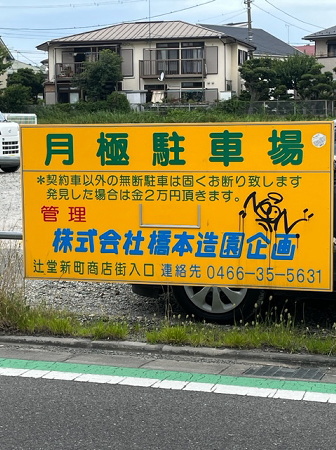 月極駐車場
*契約車以外の無断駐車は固くお断り致します
発見した場合は金2万円頂きます。
管理
株式会社橋本造園企画
辻堂新町商店街入口 連絡先 0466-35-5631